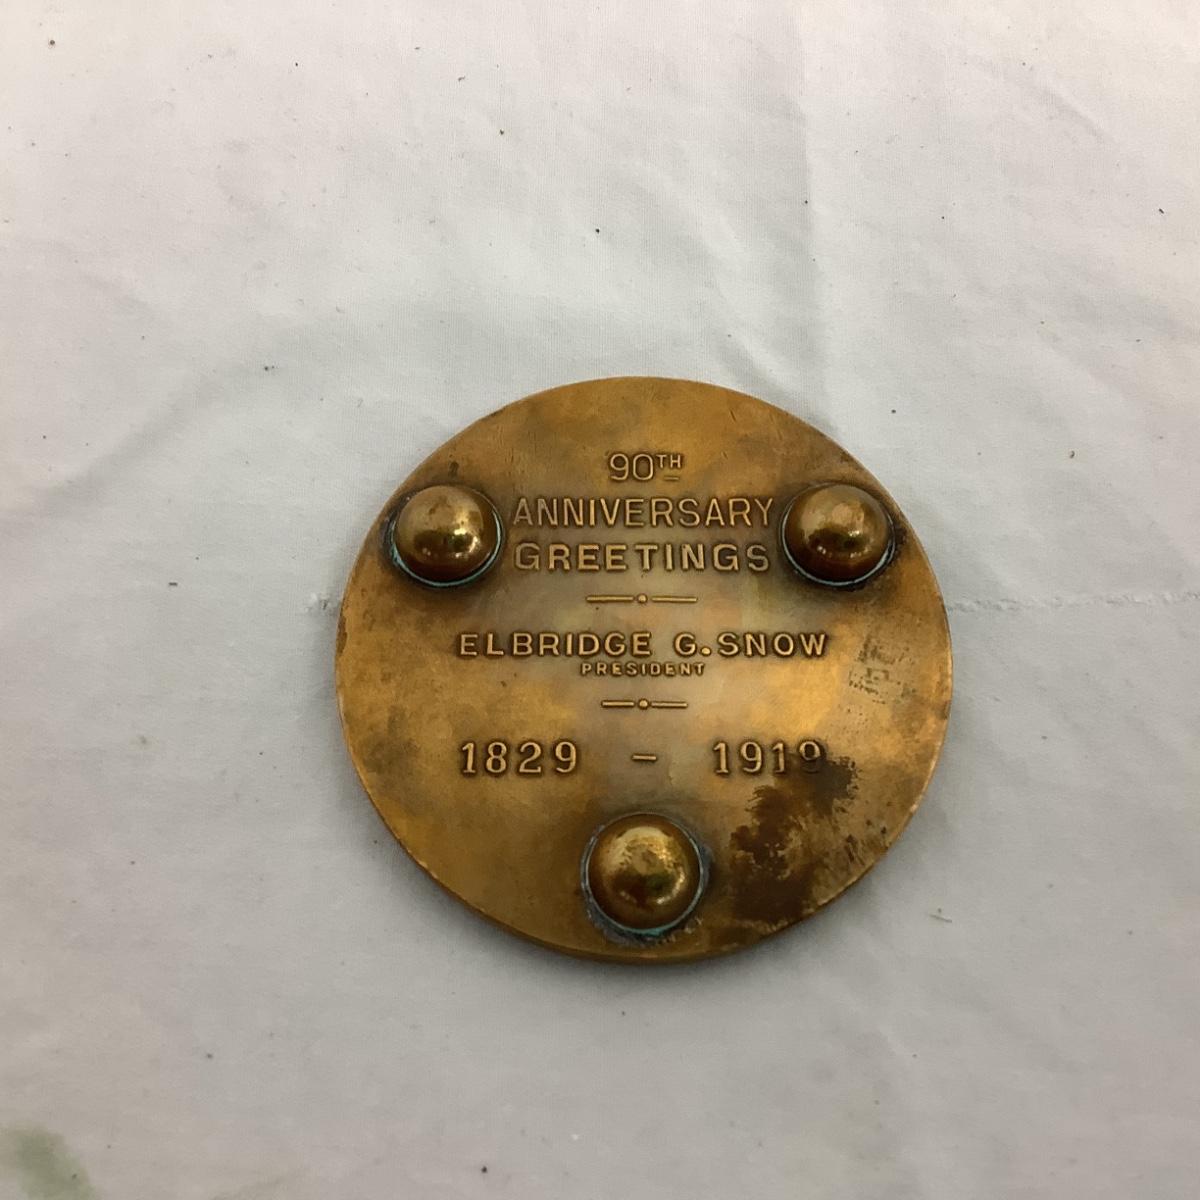 90TH
ANNIVERSARY
GREETINGS
ELBRIDGE G. SNOW
PRESIDENT
1829 - 1919